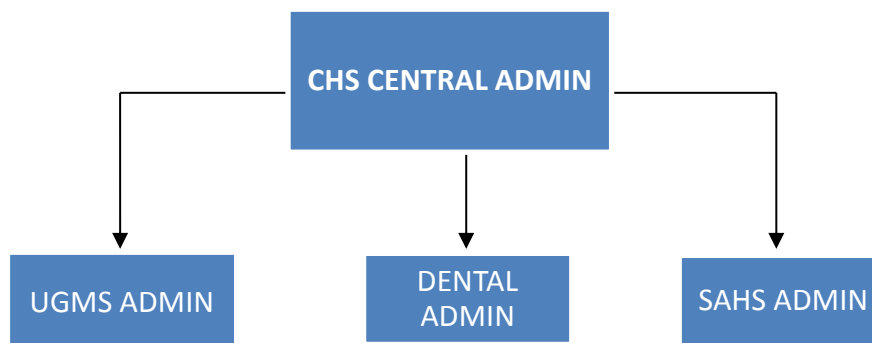 CHS CENTRAL ADMIN
UGMS ADMIN
DENTAL
ADMIN
SAHS ADMIN